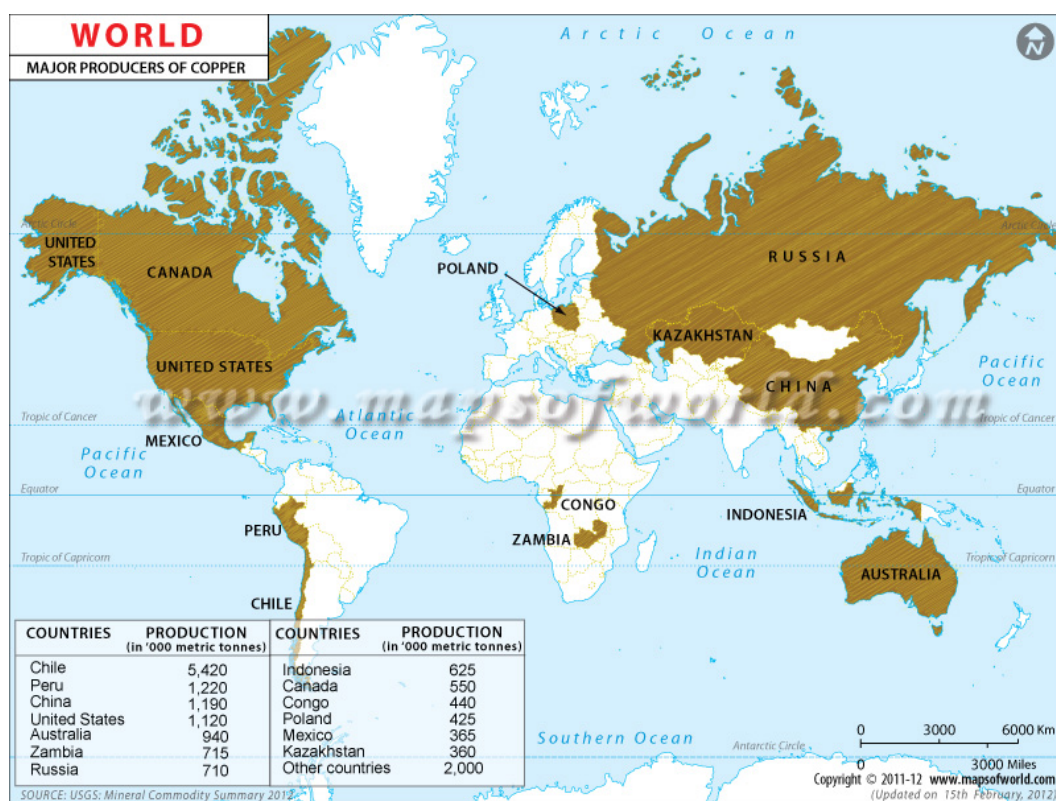 WORLD
MAJOR PRODUCERS OF COPPER
Arctic Ocean
N
Arctic Circle
Arctic Circle
UNITED
STATES
CANADA
RUSSIA
POLAND
KAZAKHSTAN
UNITED STATES
CHINA
Pacific
Ocean
www.mapsofworld.com
Tropic of Cancer
Atlantic
Ocean
Tropic of Cancer
MEXICO
Pacific
Ocean
Equator
CONGO
Equator
INDONESIA
PERU
ZAMBIA
Indian
Ocean
Tropic of Capricorn
Tropic of Capricorn
AUSTRALIA
CHILE
COUNTRIES PRODUCTION COUNTRIES PRODUCTION
(in '000 metric tonnes) (in '000 metric tonnes)
Chile 5,420 Indonesia 625
Peru 1,220 Canada 550
China 1,190 Congo 440
United States 1,120 Poland 425
Australia 940 Mexico 365
Zambia 715 Kazakhstan 360
Russia 710 Other countries 2,000
Southern Ocean
Antarctic Circle
0 3000 6000 Km
0 3000 Miles
SOURCE: USGS: Mineral Commodity Summary 2012
Copyright © 2011-12 www.mapsofworld.com
(Updated on 15th February, 2012)